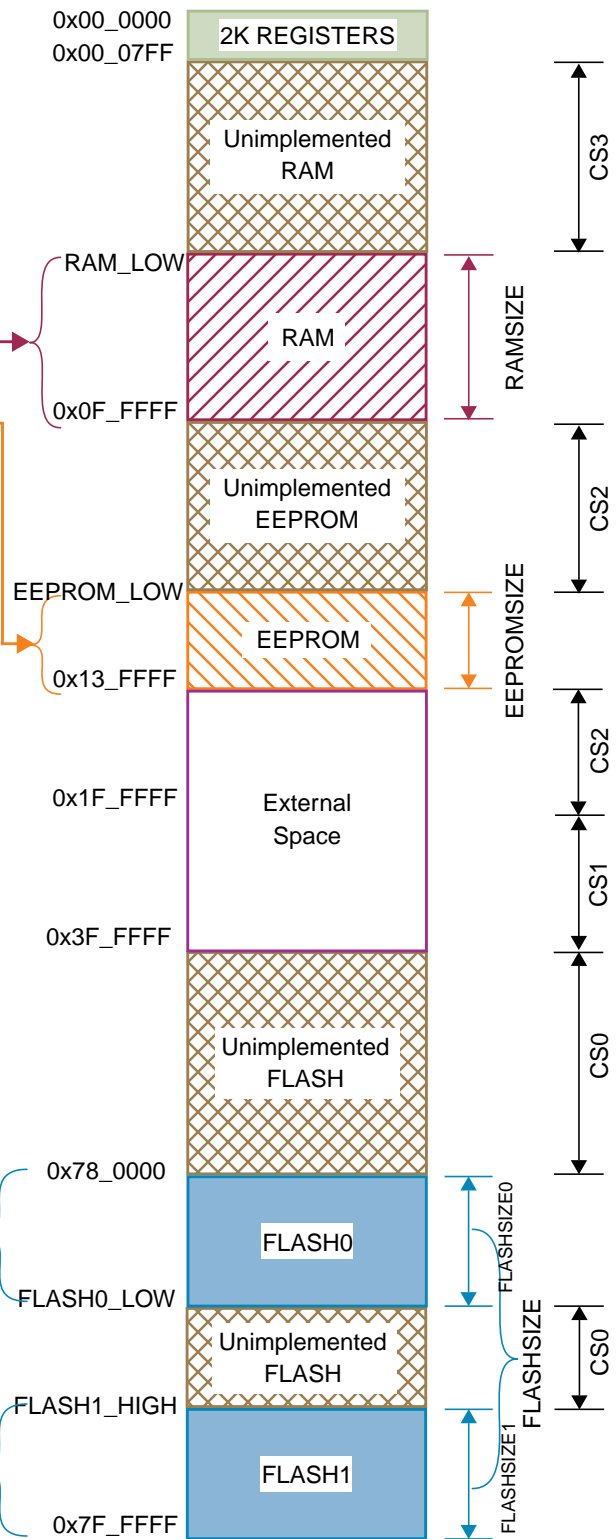 0x00_0000
2K REGISTERS
0x00_07FF
Unimplemented
RAM
CS3
RAM_LOW
RAM
RAMSIZE
0x0F_FFFF
Unimplemented
EEPROM
CS2
EEPROM_LOW
EEPROM
EEPROMSIZE
0x13_FFFF
CS2
0x1F_FFFF
External
Space
CS1
0x3F_FFFF
Unimplemented
FLASH
CS0
0x78_0000
FLASH0
FLASHSIZE0
FLASH0_LOW
Unimplemented
FLASH
FLASHSIZE
CS0
FLASH1_HIGH
FLASH1
FLASHSIZE1
0x7F_FFFF